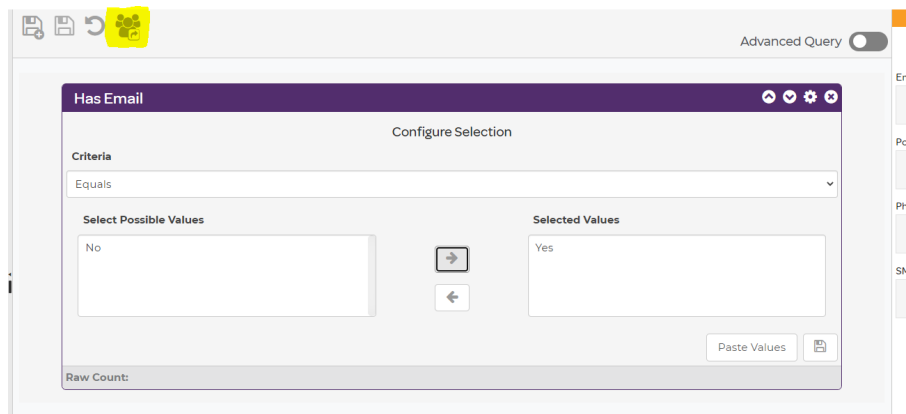 Advanced Query
Has Email
Configure Selection
Criteria
Equals
Select Possible Values
Selected Values
No
Yes
Paste Values
Raw Count: